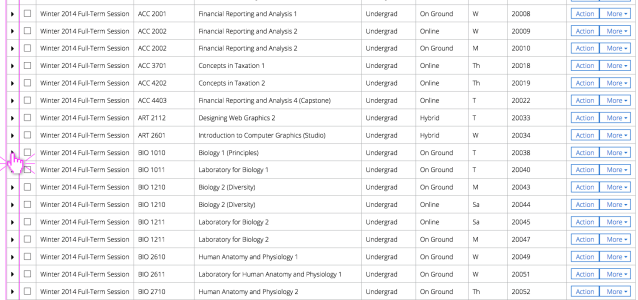 Winter 2014 Full-Term Session ACC 2001 Financial Reporting and Analysis 1 Undergrad On Ground W 20008 Action More
Winter 2014 Full-Term Session ACC 2002 Financial Reporting and Analysis 2 Undergrad Online W 20009 Action More
Winter 2014 Full-Term Session ACC 2002 Financial Reporting and Analysis 2 Undergrad On Ground M 20010 Action More
Winter 2014 Full-Term Session ACC 3701 Concepts in Taxation 1 Undergrad Online Th 20018 Action More
Winter 2014 Full-Term Session ACC 4202 Concepts in Taxation 2 Undergrad Online Th 20019 Action More
Winter 2014 Full-Term Session ACC 4403 Financial Reporting and Analysis 4 (Capstone) Undergrad Online T 20022 Action More
Winter 2014 Full-Term Session ART 2112 Designing Web Graphics 2 Undergrad Hybrid T 20033 Action More
Winter 2014 Full-Term Session ART 2601 Introduction to Computer Graphics (Studio) Undergrad Hybrid W 20034 Action More
Winter 2014 Full-Term Session BIO 1010 Biology 1 (Principles) Undergrad On Ground T 20038 Action More
Winter 2014 Full-Term Session BIO 1011 Laboratory for Biology 1 Undergrad On Ground T 20040 Action More
Winter 2014 Full-Term Session BIO 1210 Biology 2 (Diversity) Undergrad On Ground M 20043 Action More
Winter 2014 Full-Term Session BIO 1210 Biology 2 (Diversity) Undergrad Online Sa 20044 Action More
Winter 2014 Full-Term Session BIO 1211 Laboratory for Biology 2 Undergrad Online Sa 20045 Action More
Winter 2014 Full-Term Session BIO 1211 Laboratory for Biology 2 Undergrad On Ground M 20047 Action More
Winter 2014 Full-Term Session BIO 2610 Human Anatomy and Physiology 1 Undergrad On Ground W 20049 Action More
Winter 2014 Full-Term Session BIO 2611 Laboratory for Human Anatomy and Physiology 1 Undergrad On Ground W 20051 Action More
Winter 2014 Full-Term Session BIO 2710 Human Anatomy and Physiology 2 Undergrad On Ground Th 20052 Action More